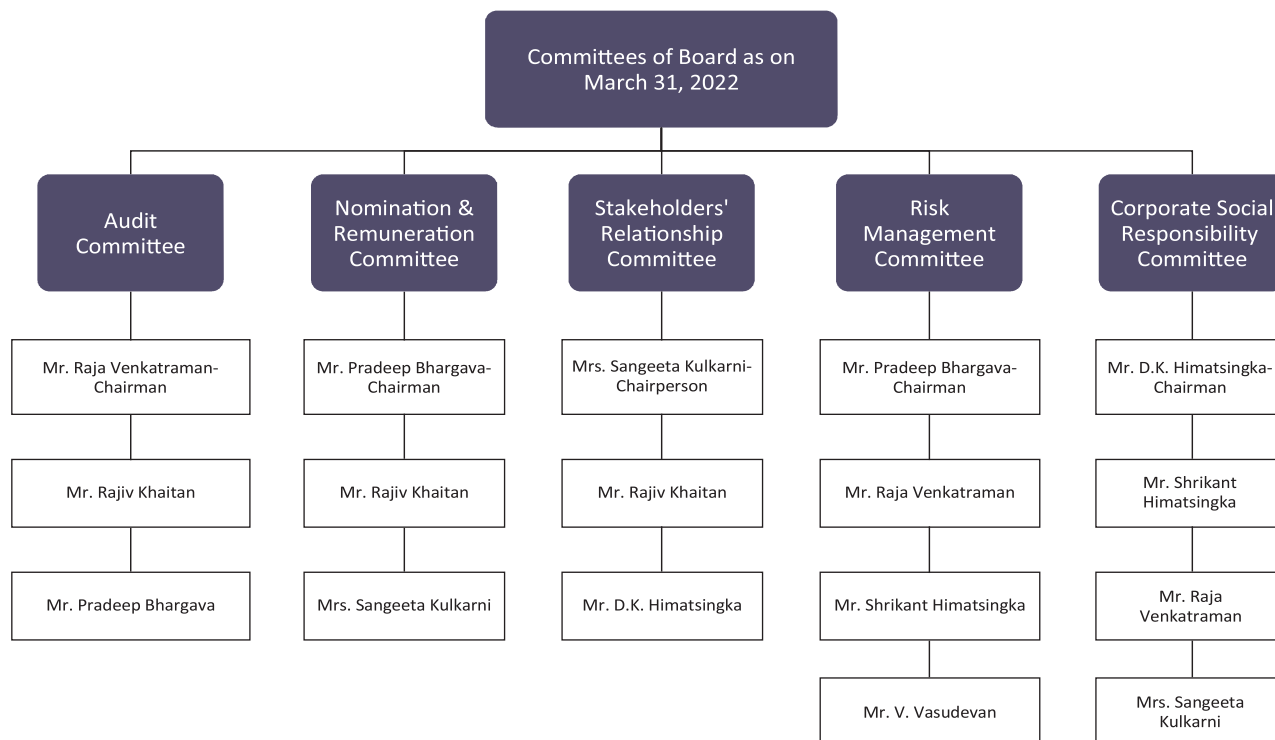 Committees of Board as on
March 31, 2022
Audit
Committee
Nomination &
Remuneration
Committee
Stakeholders'
Relationship
Committee
Risk
Management
Committee
Corporate Social
Responsibility
Committee
Mr. Raja Venkatraman-
Chairman
Mr. Pradeep Bhargava-
Chairman
Mrs. Sangeeta Kulkarni-
Chairperson
Mr. Pradeep Bhargava-
Chairman
Mr. D.K. Himatsingka-
Chairman
Mr. Rajiv Khaitan
Mr. Rajiv Khaitan
Mr. Rajiv Khaitan
Mr. Raja Venkatraman
Mr. Shrikant
Himatsingka
Mr. Pradeep Bhargava
Mrs. Sangeeta Kulkarni
Mr. D.K. Himatsingka
Mr. Shrikant Himatsingka
Mr. Raja
Venkatraman
Mr. V. Vasudevan
Mrs. Sangeeta
Kulkarni